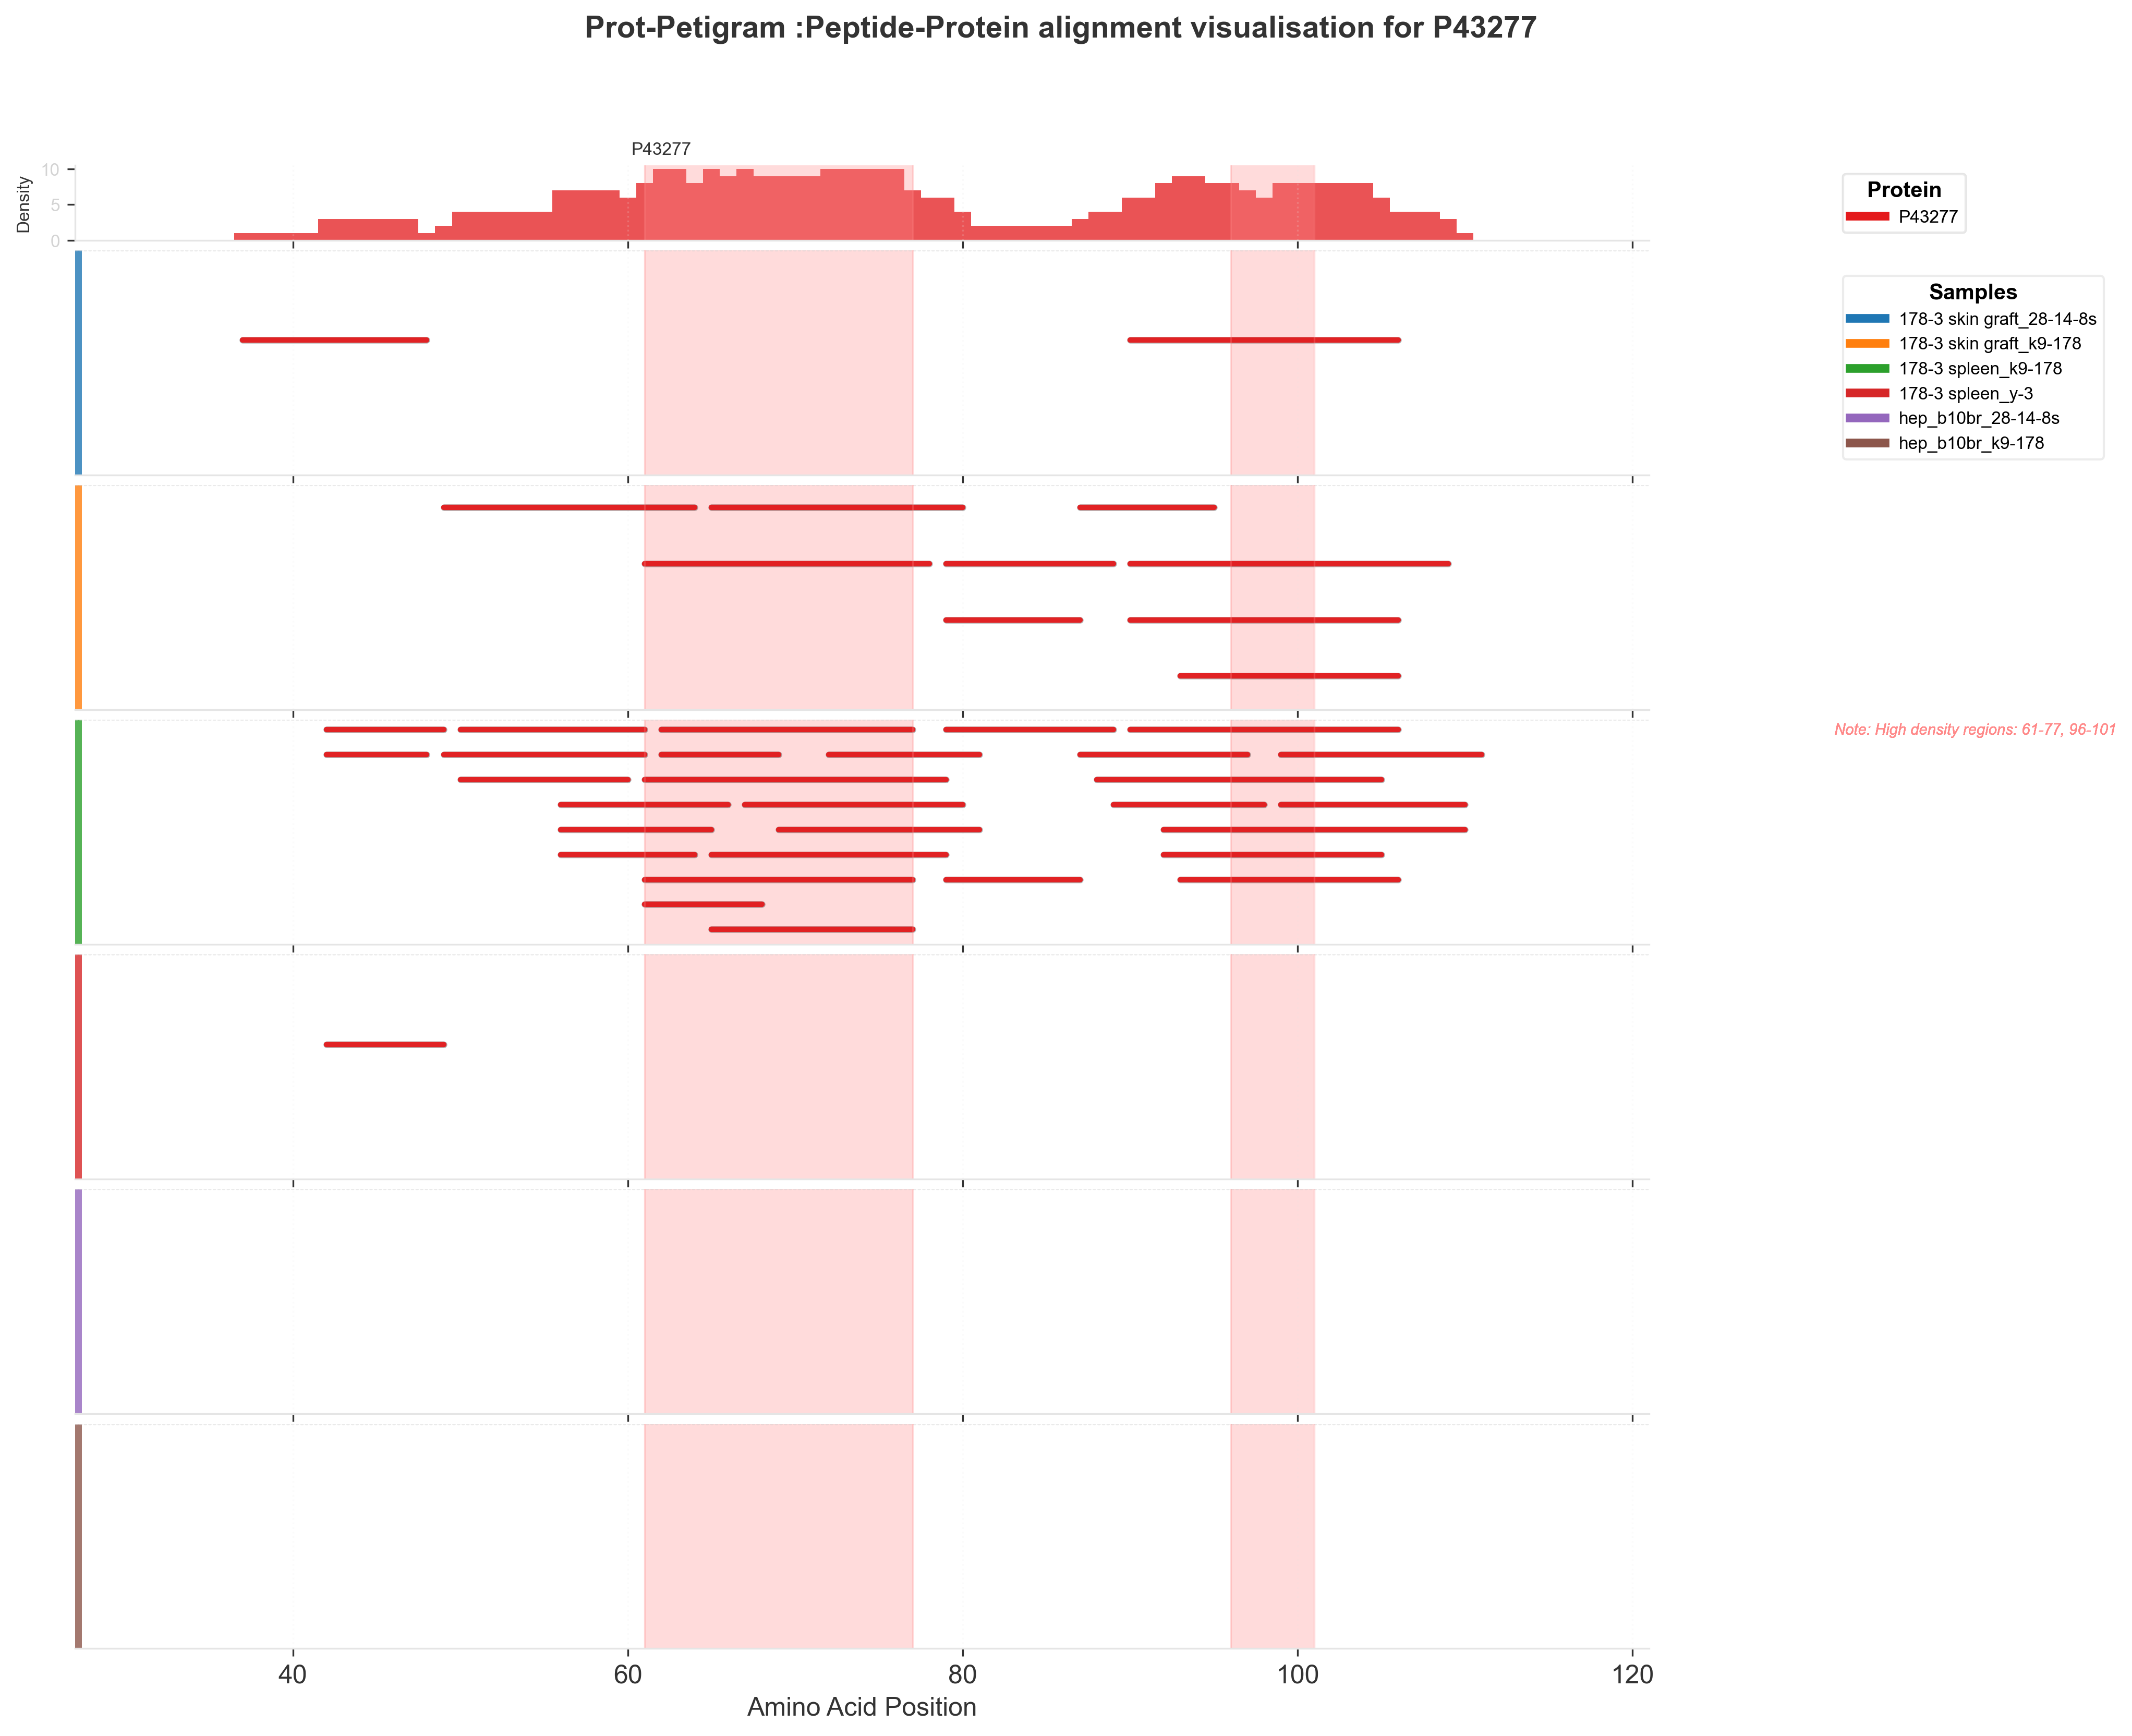 Prot-Petigram :Peptide-Protein alignment visualisation for P43277
P43277
Density
10
5
0
Protein
P43277
Samples
178-3 skin graft_28-14-8s
178-3 skin graft_k9-178
178-3 spleen_k9-178
178-3 spleen_y-3
hep_b10br_28-14-8s
hep_b10br_k9-178
Note: High density regions: 61-77, 96-101
40 60 80 100 120
Amino Acid Position